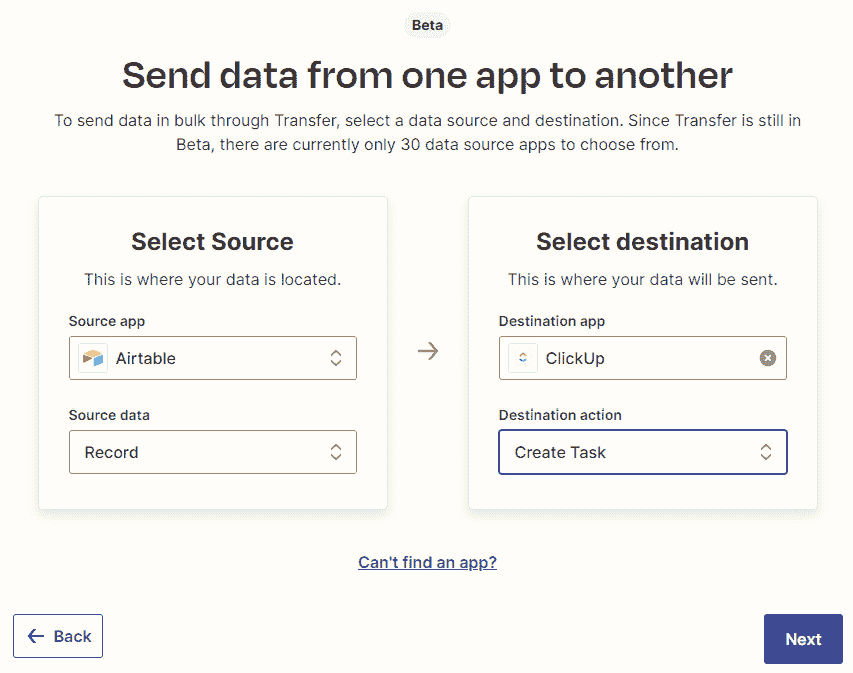 Beta
Send data from one app to another
To send data in bulk through Transfer, select a data source and destination. Since Transfer is still in
Beta, there are currently only 30 data source apps to choose from.
Select Source
This is where your data is located.
Source app
Airtable
Source data
Record
Select destination
This is where your data will be sent.
Destination app
ClickUp
Destination action
Create Task
Can't find an app?
Back
Next